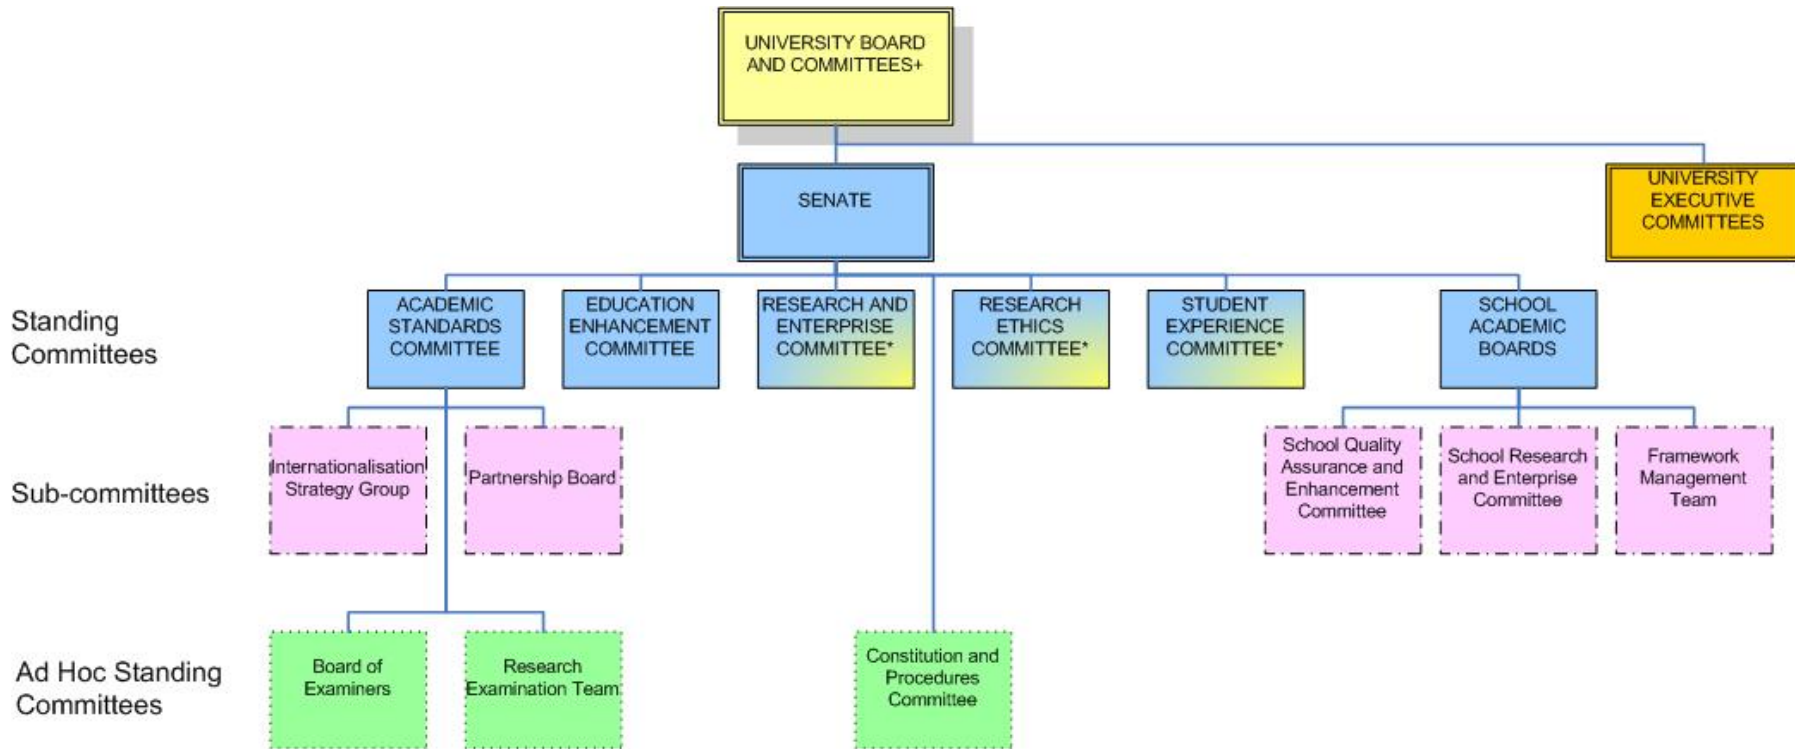 UNIVERSITY BOARD
AND COMMITTEES+
SENATE
UNIVERSITY
EXECUTIVE
COMMITTEES
Standing
Committees
ACADEMIC
STANDARDS
COMMITTEE
EDUCATION
ENHANCEMENT
COMMITTEE
RESEARCH AND
ENTERPRISE
COMMITTEE*
RESEARCH
ETHICS
COMMITTEE*
STUDENT
EXPERIENCE
COMMITTEE*
SCHOOL
ACADEMIC
BOARDS
Sub-committees
Internationalisation
Strategy Group
Partnership Board
School Quality
Assurance and
Enhancement
Committee
School Research
and Enterprise
Committee
Framework
Management
Team
Ad Hoc Standing
Committees
Board of
Examiners
Research
Examination Team
Constitution and
Procedures
Committee